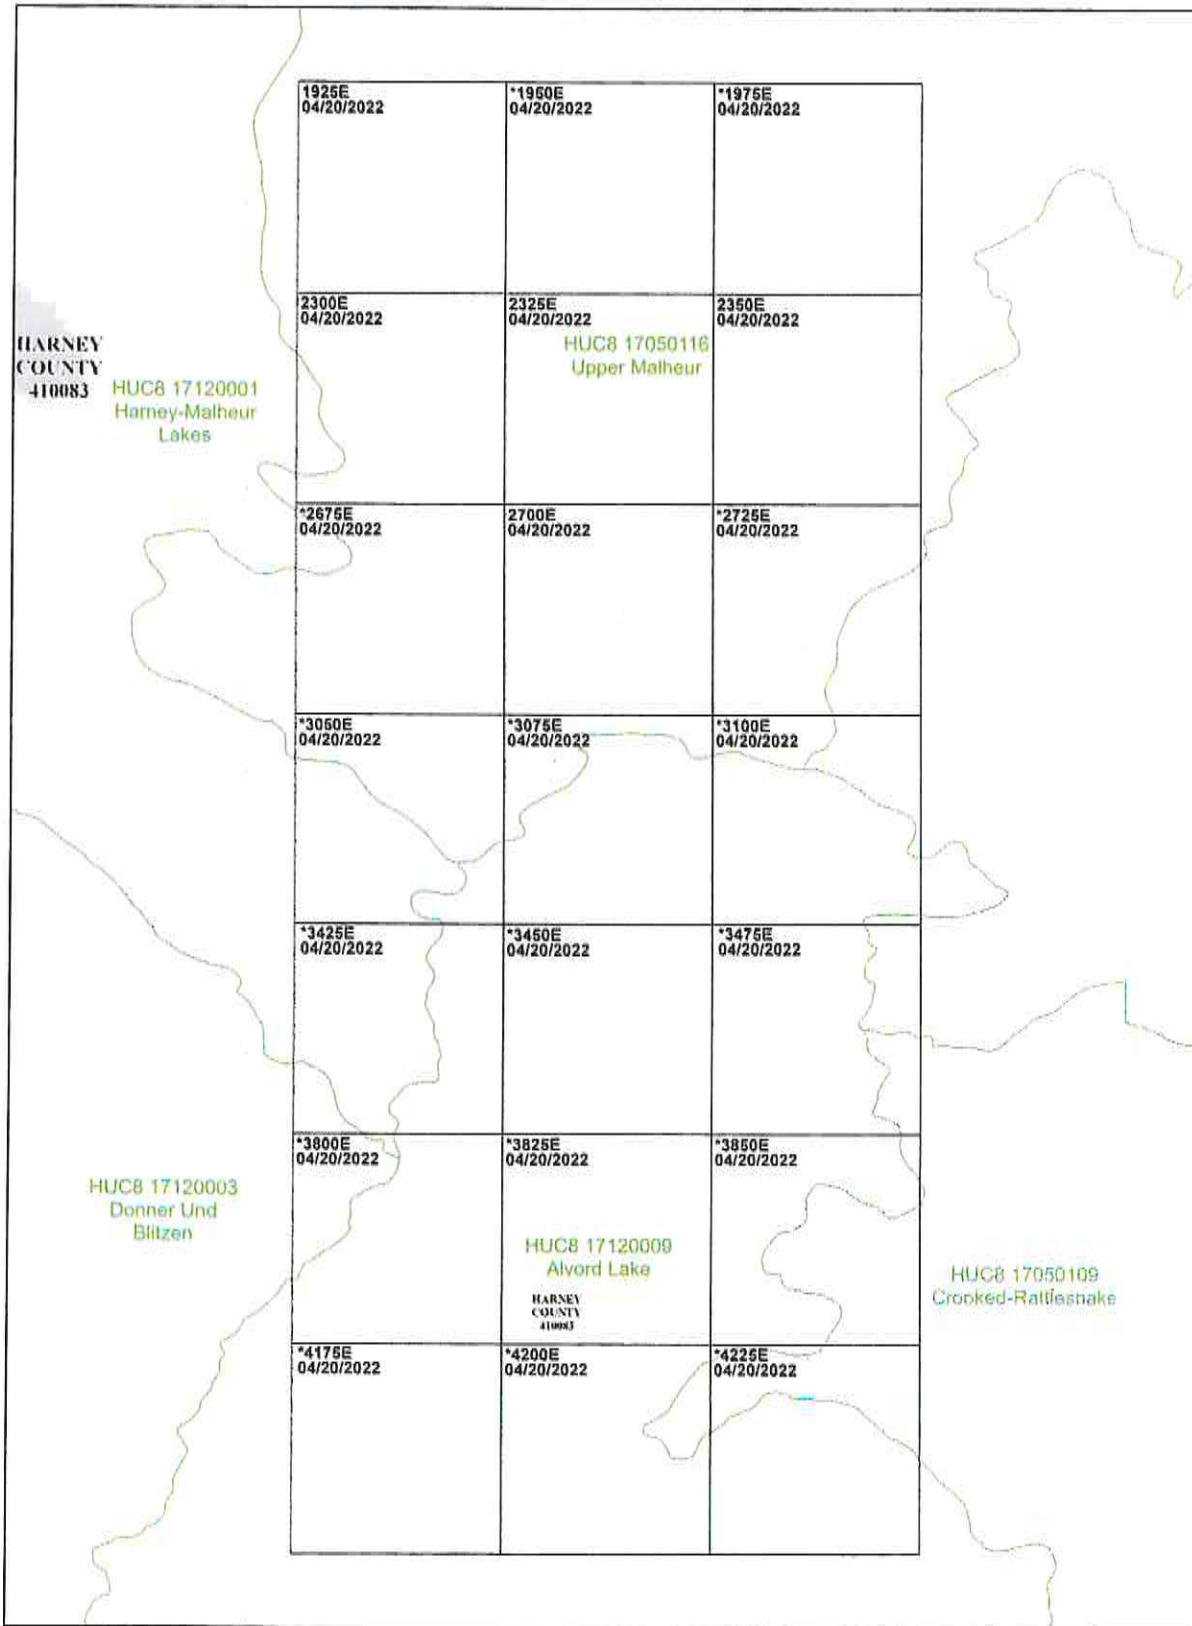 1925E
04/20/2022
*1950E
04/20/2022
*1975E
04/20/2022
2300E
04/20/2022
2325E
04/20/2022
2350E
04/20/2022
HUC8 17050116
Upper Malheur
HARNEY
COUNTY
410083
HUC8 17120001
Harney-Malheur
Lakes
*2675E
04/20/2022
2700E
04/20/2022
*2725E
04/20/2022
*3050E
04/20/2022
*3075E
04/20/2022
*3100E
04/20/2022
*3425E
04/20/2022
*3450E
04/20/2022
*3475E
04/20/2022
*3800E
04/20/2022
*3825E
04/20/2022
*3850E
04/20/2022
HUC8 17120003
Donner Und
Blitzen
HUC8 17120009
Alvord Lake
HARNEY
COUNTY
410083
HUC8 17050109
Crooked-Rattlesnake
*4175E
04/20/2022
*4200E
04/20/2022
*4225E
04/20/2022